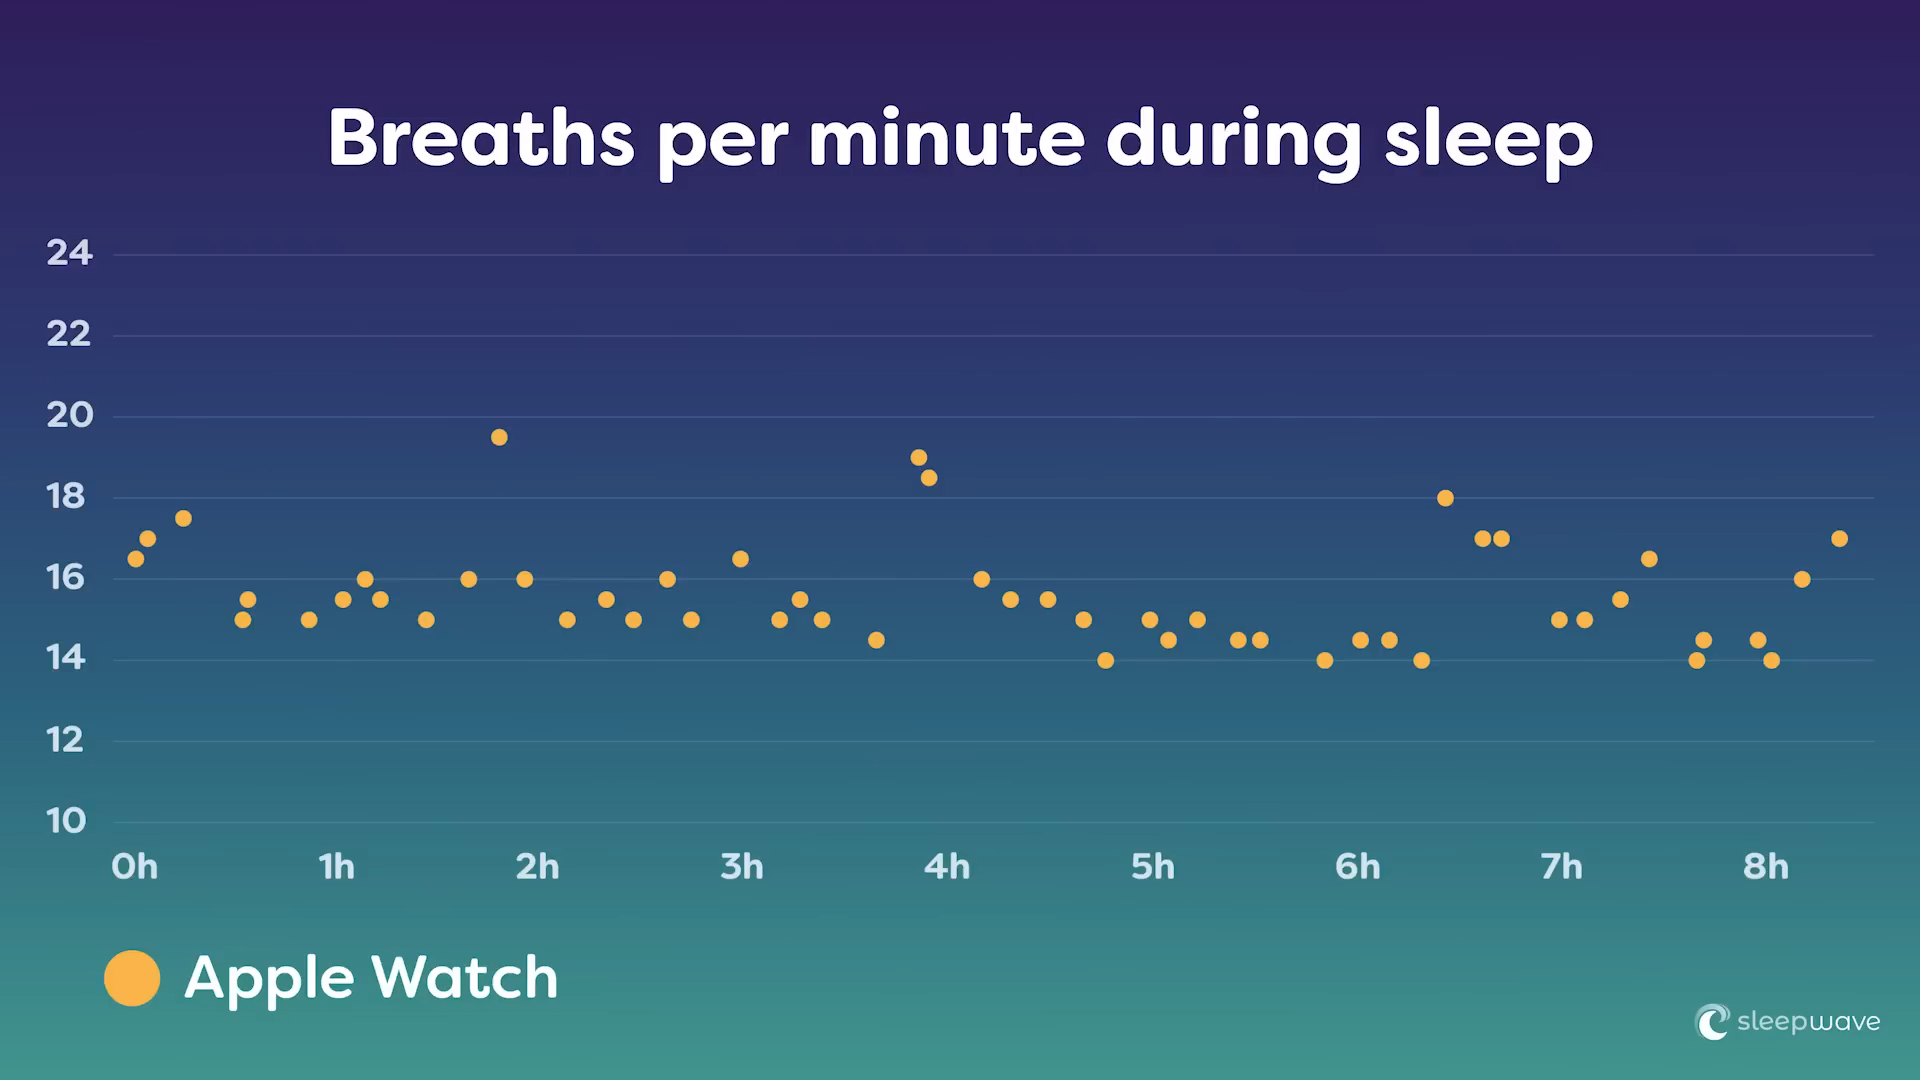 Breaths per minute during sleep
24
22
20
18
16
14
12
10
0h 1h 2h 3h 4h 5h 6h 7h 8h
Apple Watch
sleepwave